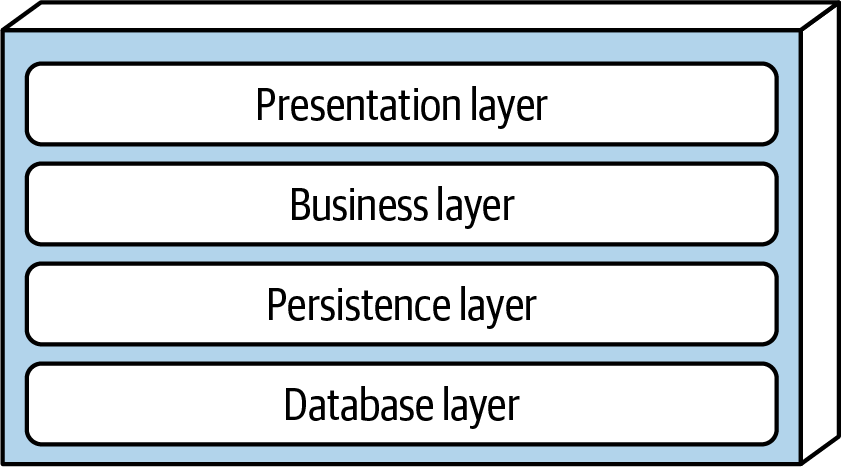 Presentation layer
Business layer
Persistence layer
Database layer